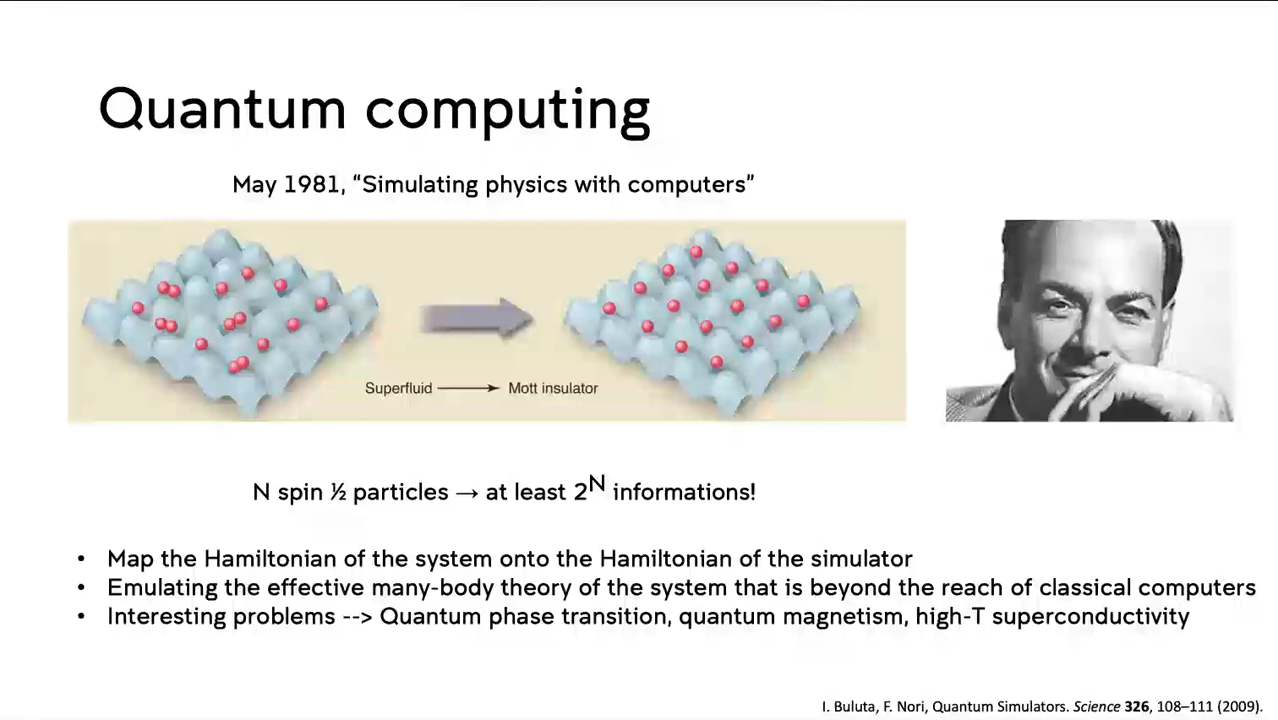 Quantum computing
May 1981, “Simulating physics with computers”
Superfluid ⟶ Mott insulator
N spin ½ particles → at least 2^N informations!
• Map the Hamiltonian of the system onto the Hamiltonian of the simulator
• Emulating the effective many-body theory of the system that is beyond the reach of classical computers
• Interesting problems --> Quantum phase transition, quantum magnetism, high-T superconductivity
I. Buluta, F. Nori, Quantum Simulators. Science 326, 108–111 (2009).